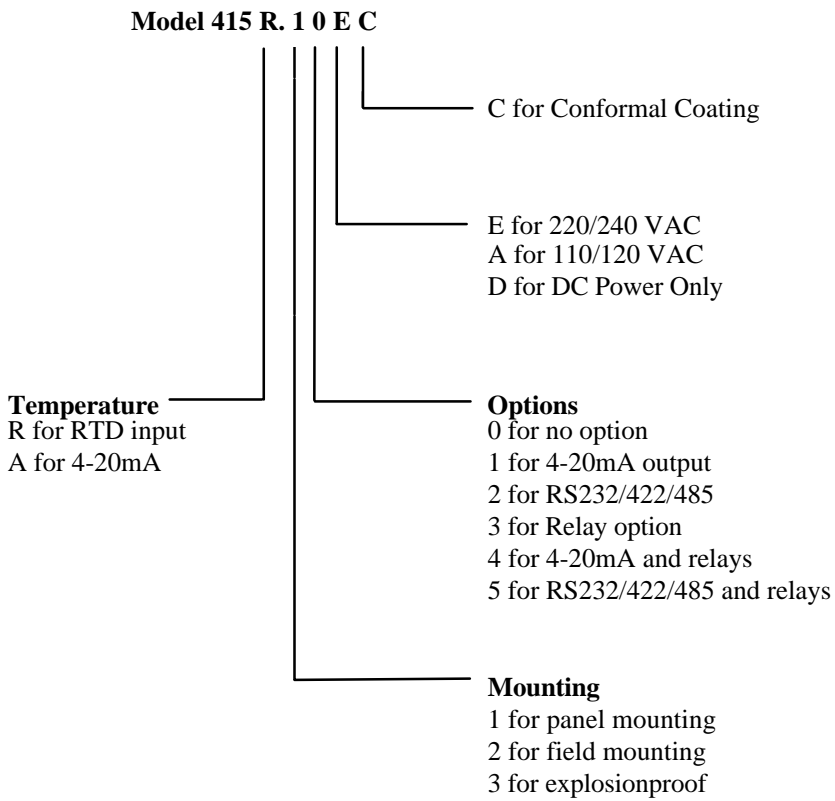 Model 415 R. 1 0 E C
C for Conformal Coating
E for 220/240 VAC
A for 110/120 VAC
D for DC Power Only
Temperature
R for RTD input
A for 4-20mA
Options
0 for no option
1 for 4-20mA output
2 for RS232/422/485
3 for Relay option
4 for 4-20mA and relays
5 for RS232/422/485 and relays
Mounting
1 for panel mounting
2 for field mounting
3 for explosionproof